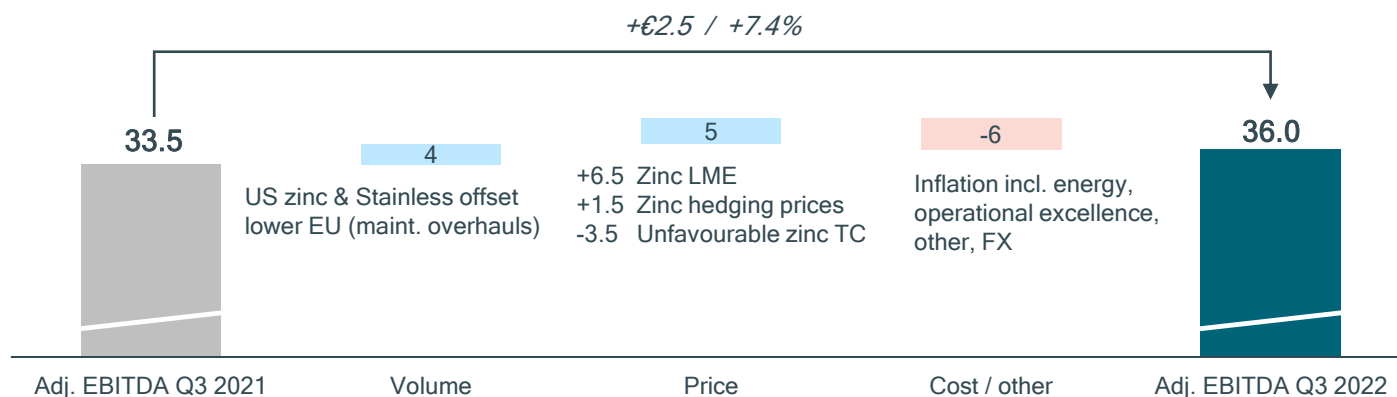 +€2.5 / +7.4%
33.5
4
US zinc & Stainless offset
lower EU (maint. overhauls)
5
+6.5 Zinc LME
+1.5 Zinc hedging prices
-3.5 Unfavourable zinc TC
-6
Inflation incl. energy,
operational excellence,
other, FX
36.0
Adj. EBITDA Q3 2021
Volume
Price
Cost / other
Adj. EBITDA Q3 2022